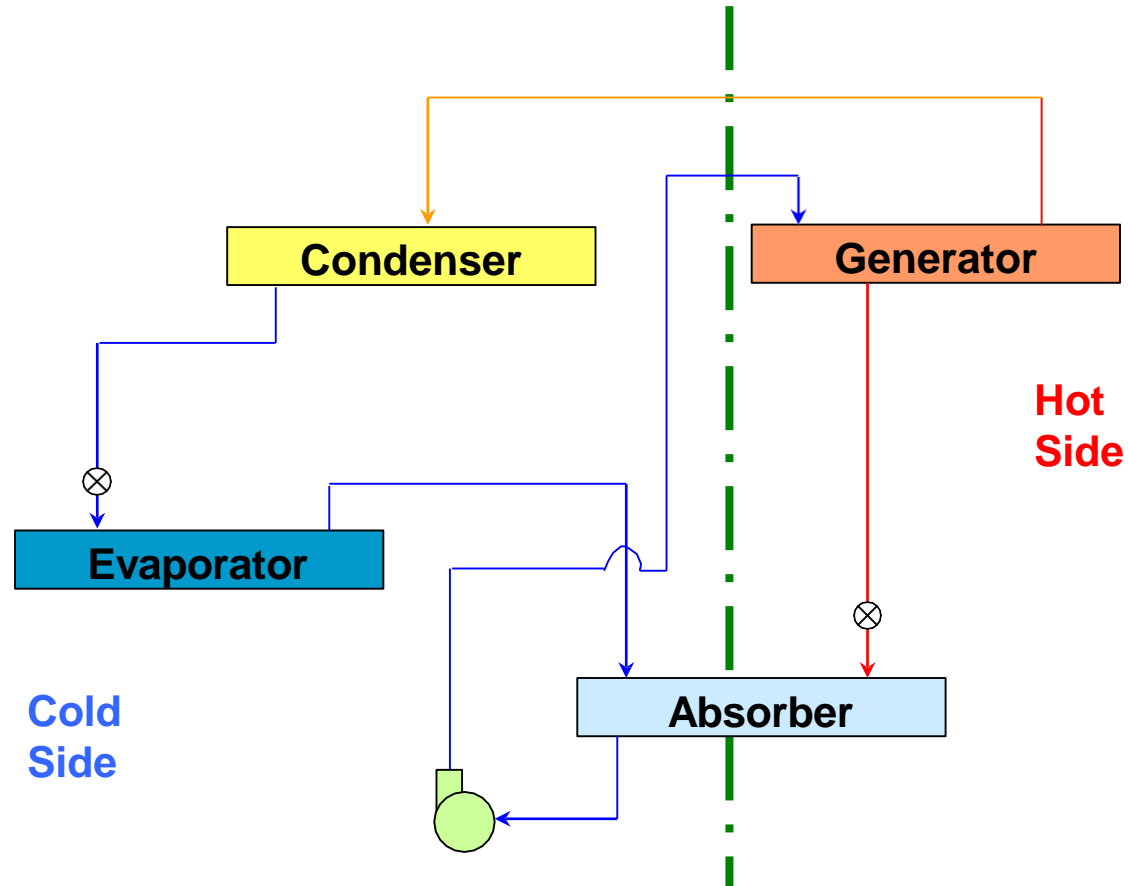 Condenser
Generator
Hot
Side
Evaporator
Cold
Side
Absorber